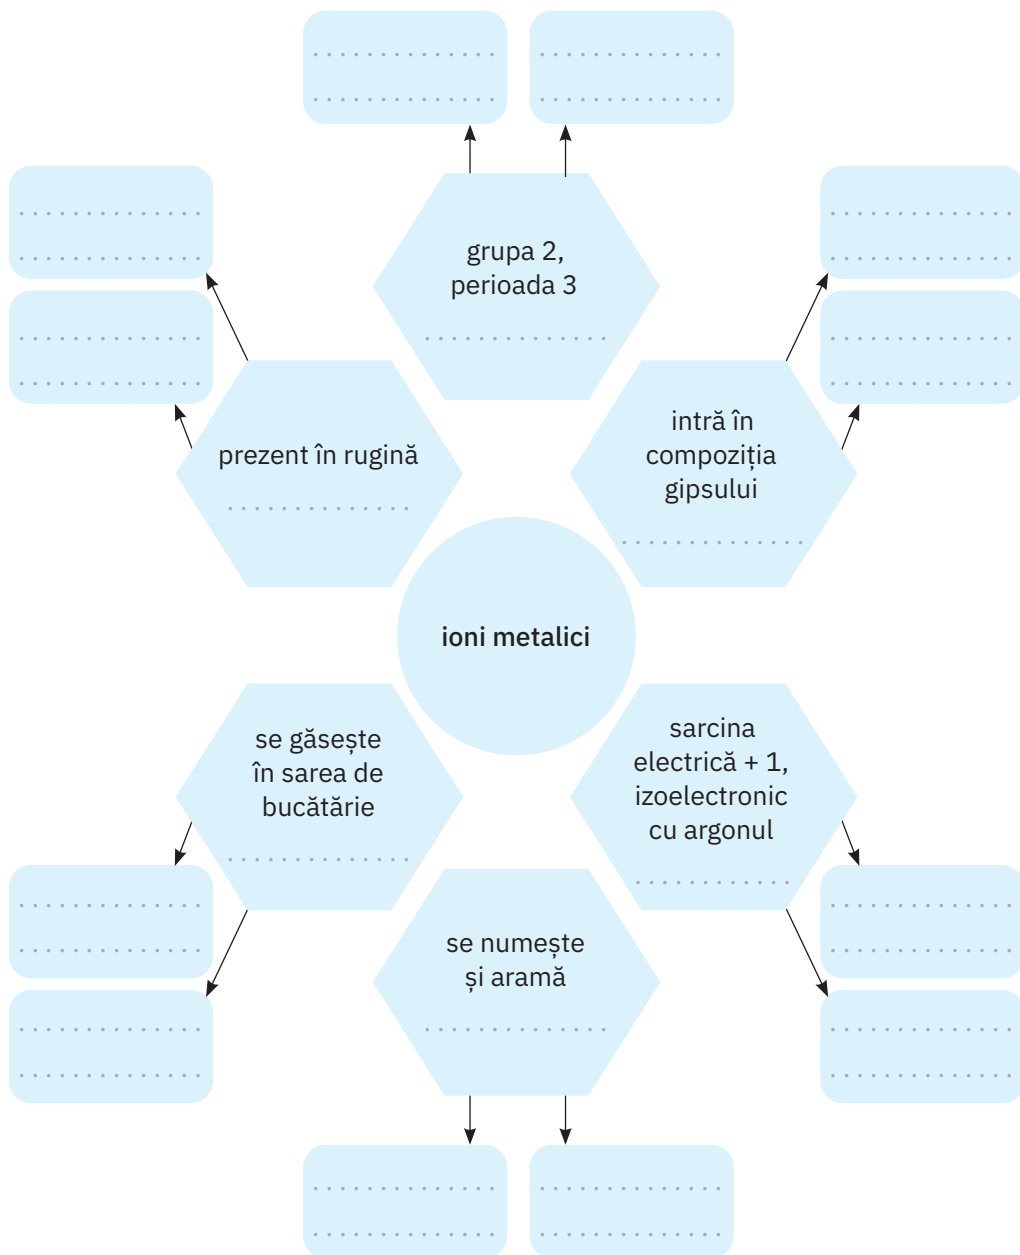 grupa 2,
perioada 3
prezent în rugină
intră în
compoziția
gipsului
ioni metalici
se găsește
în sarea de
bucătărie
sarcina
electrică + 1,
izoelectronic
cu argonul
se numește
și aramă